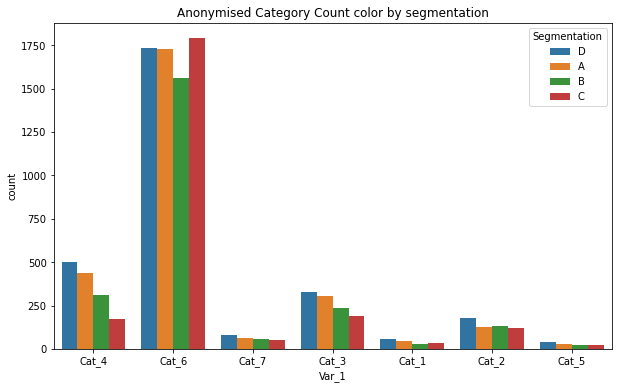 Anonymised Category Count color by segmentation
Segmentation
D
A
B
C
1750
1500
1250
1000
750
500
250
0
count
Cat_4 Cat_6 Cat_7 Cat_3 Cat_1 Cat_2 Cat_5
Var_1